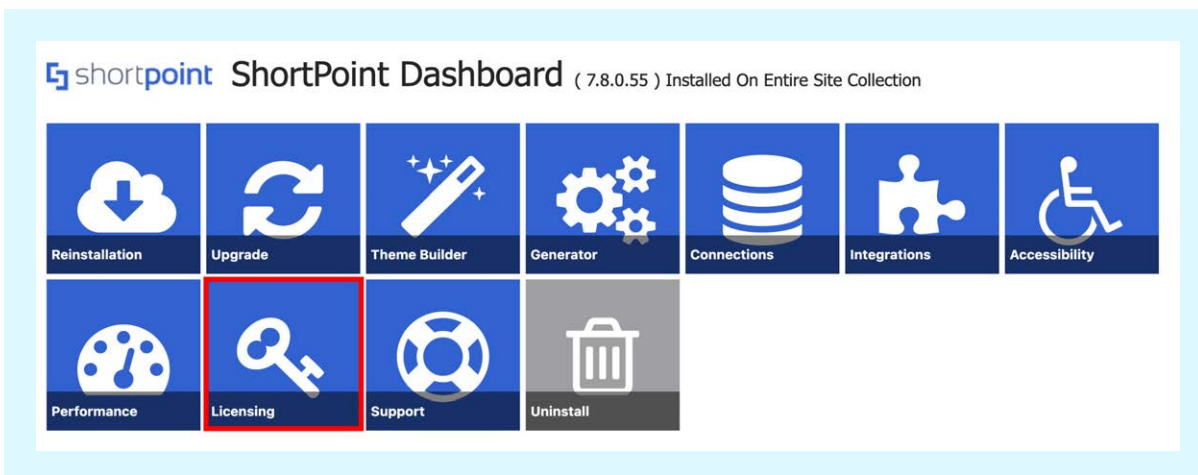 shortpoint ShortPoint Dashboard ( 7.8.0.55 ) Installed On Entire Site Collection
Reinstallation Upgrade Theme Builder Generator Connections Integrations Accessibility
Performance Licensing Support Uninstall